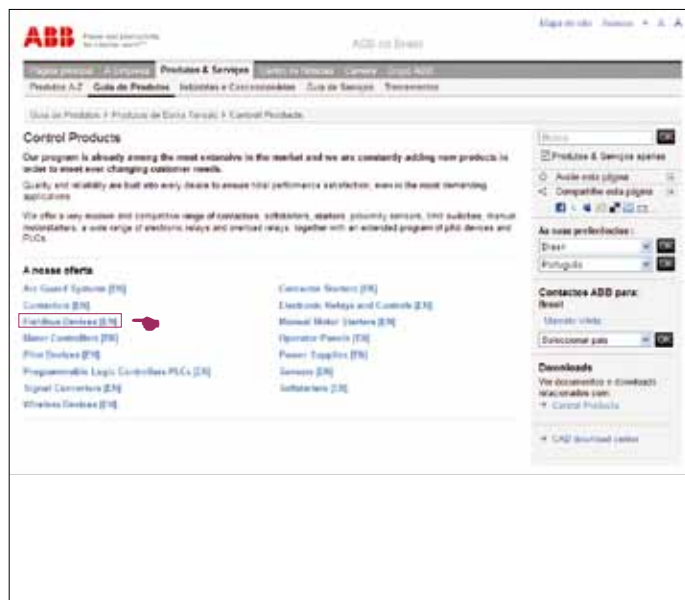 ABB
Power and productivity
for a better world™
ABB no Brasil
Mapa do site
A A
Página principal A Empresa Produtos & Serviços Centro de Notícias Carreira Grupo ABB
Produtos A-Z Guia de Produtos Indústrias e Concessionárias Guia de Serviços Treinamentos
Guia de Produtos Produtos de Baixa Tensão Control Products
Control Products
Our program is already among the most extensive in the market and we are constantly adding new products in
order to meet ever changing customer needs.
Quality and reliability are built into every device to ensure total performance satisfaction, even in the most demanding
applications
We offer a very modern and competitive range of contactors, softstarters, starters, proximity sensors, limit switches, manual
motorstarters, a wide range of electronic relays and overload relays, together with an extended program of pilot devices and
PLCs.
A nossa oferta
Arc Guard Systems [EN]
Contactors [EN]
Fieldbus Devices [EN]
Motor Controllers [EN]
Pilot Devices [EN]
Programmable Logic Controllers PLCs [EN]
Signal Converters [EN]
Wireless Devices [EN]
Contactor Starters [EN]
Electronic Relays and Controls [EN]
Manual Motor Starters [EN]
Operator Panels [EN]
Power Supplies [EN]
Sensors [EN]
Softstarters [EN]
Busca OK
Produtos & Serviços apenas
Avalie esta página
Compartilhe esta página
As suas preferências:
Brasil OK
Português OK
Contactos ABB para:
Brasil
Seleccionar país OK
Downloads
Ver documentos e downloads
relacionados com:
Control Products
CAD download center